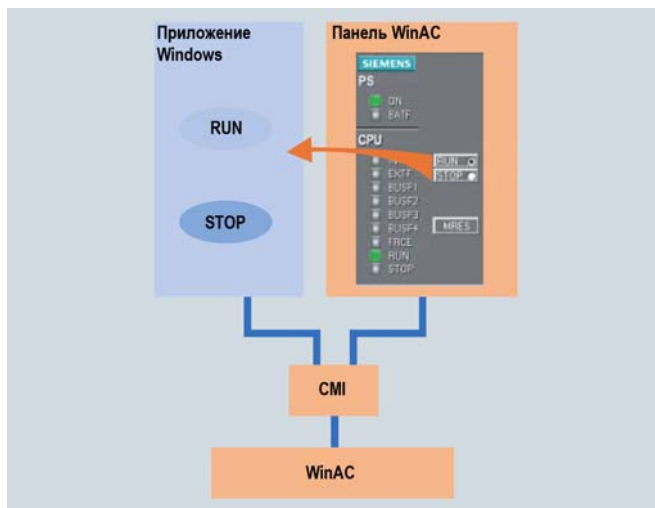 Приложение
Windows
RUN
STOP
Панель WinAC
SIEMENS
PS
ON
BATF
CPU
RUN
STOP
EXTF
BUSF1
BUSF2
BUSF3
BUSF4
MRES
FRCE
RUN
STOP
CMI
WinAC